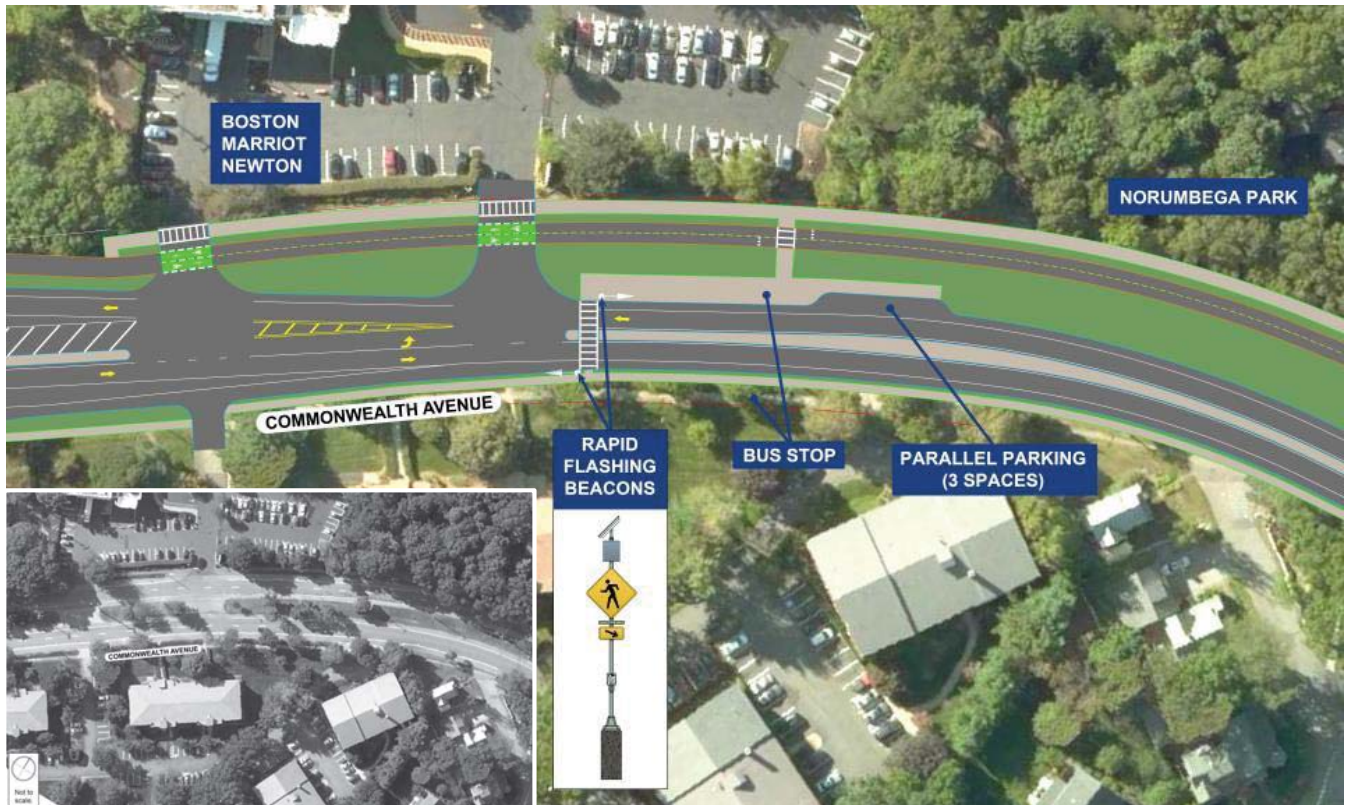 BOSTON
MARRIOT
NEWTON
NORUMBEGA PARK
COMMONWEALTH AVENUE
RAPID
FLASHING
BEACONS
BUS STOP
PARALLEL PARKING
(3 SPACES)
COMMONWEALTH AVENUE
Not to
scale